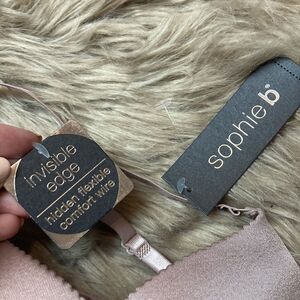 invisible
edge
hidden flexible
comfort wire
sophie b